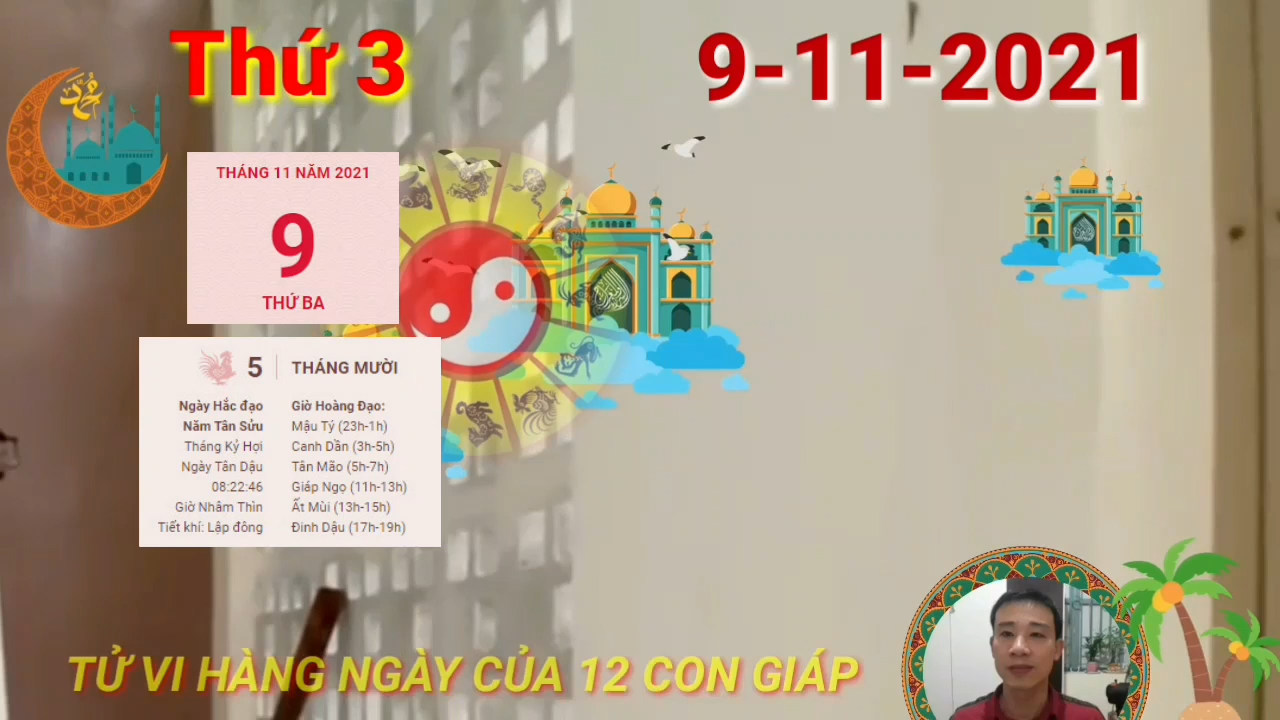 Thứ 3
9-11-2021
محمد
THÁNG 11 NĂM 2021
9
THỨ BA
5
THÁNG MƯỜI
Ngày Hắc đạo
Năm Tân Sửu
Tháng Kỷ Hợi
Ngày Tân Dậu
08:22:46
Giờ Nhâm Thìn
Tiết khí: Lập đông
Giờ Hoàng Đạo:
Mậu Tý (23h-1h)
Canh Dần (3h-5h)
Tân Mão (5h-7h)
Giáp Ngọ (11h-13h)
Ất Mùi (13h-15h)
Đinh Dậu (17h-19h)
TỬ VI HÀNG NGÀY CỦA 12 CON GIÁP